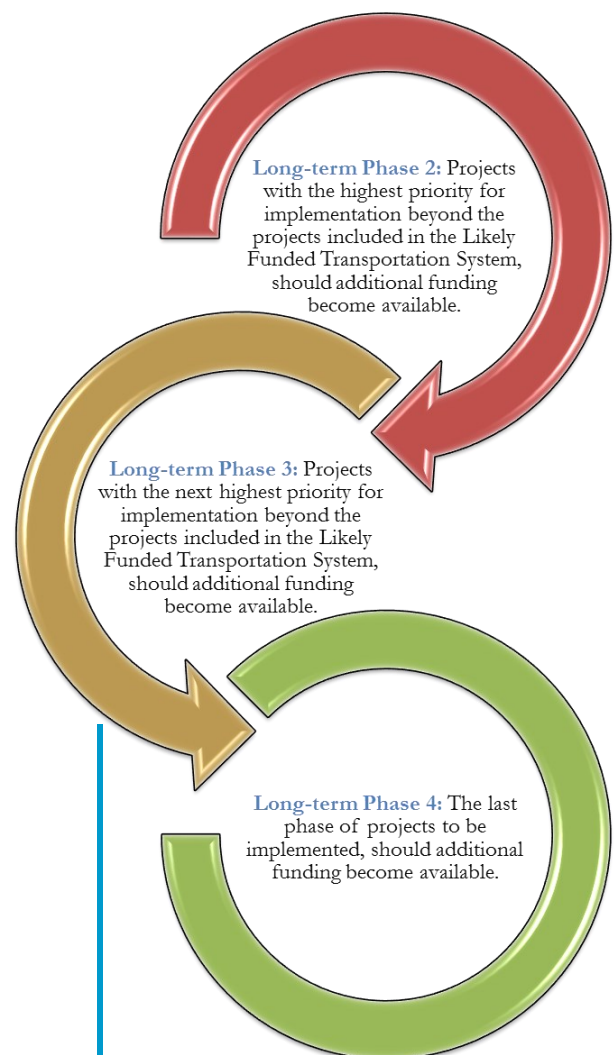 Long-term Phase 2: Projects
with the highest priority for
implementation beyond the
projects included in the Likely
Funded Transportation System,
should additional funding
become available.
Long-term Phase 3: Projects
with the next highest priority for
implementation beyond the
projects included in the Likely
Funded Transportation System,
should additional funding
become available.
Long-term Phase 4: The last
phase of projects to be
implemented, should additional
funding become available.